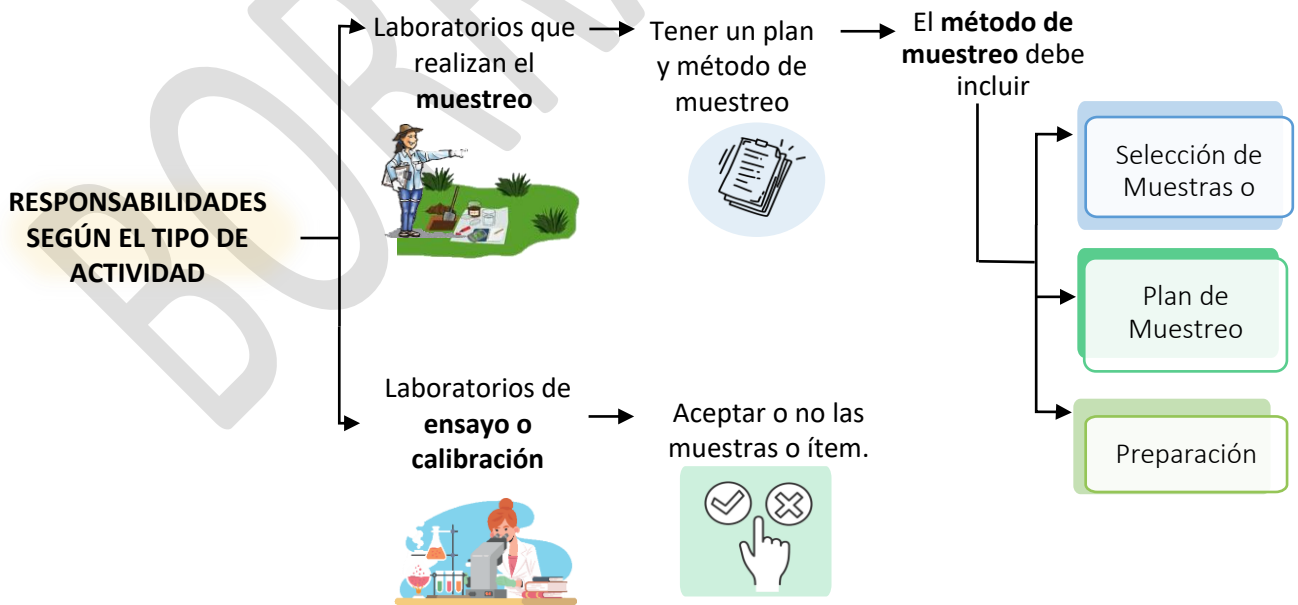 RESPONSABILIDADES
SEGÚN EL TIPO DE
ACTIVIDAD
Laboratorios que
realizan el
muestreo
Tener un plan
y método de
muestreo
El método de
muestreo debe
incluir
Selección de
Muestras o
Plan de
Muestreo
Preparación
Laboratorios de
ensayo o
calibración
Aceptar o no las
muestras o ítem.